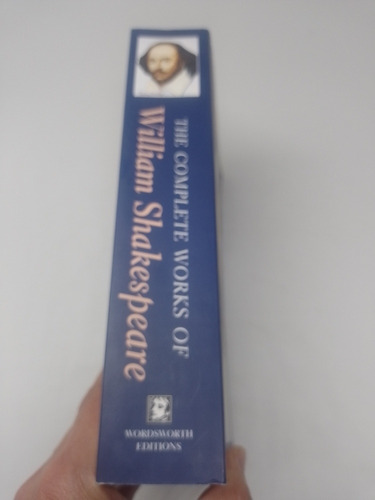 THE COMPLETE WORKS OF
William Shakespeare
WORDSWORTH
EDITIONS